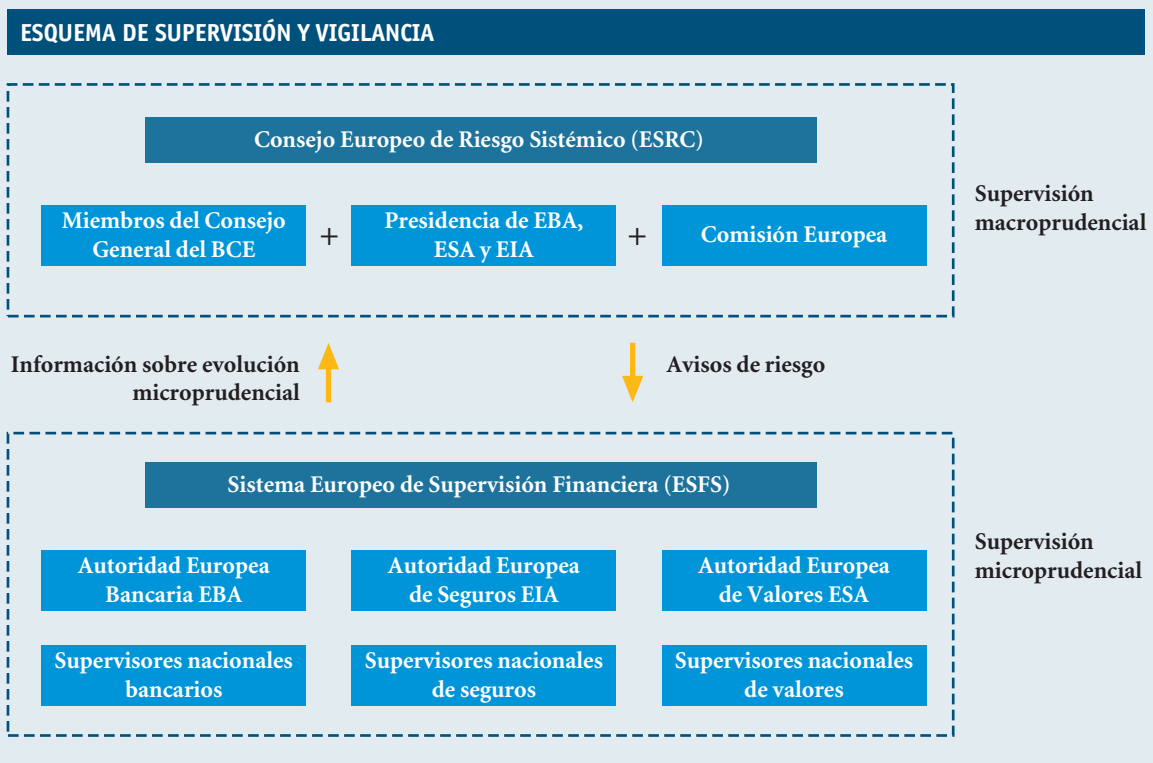 ESQUEMA DE SUPERVISIÓN Y VIGILANCIA
Consejo Europeo de Riesgo Sistémico (ESRC)
Miembros del Consejo
General del BCE
+
Presidencia de EBA,
ESA y EIA
+
Comisión Europea
Supervisión
macroprudencial
Información sobre evolución
microprudencial
Avisos de riesgo
Sistema Europeo de Supervisión Financiera (ESFS)
Autoridad Europea
Bancaria EBA
Autoridad Europea
de Seguros EIA
Autoridad Europea
de Valores ESA
Supervisión
microprudencial
Supervisores nacionales
bancarios
Supervisores nacionales
de seguros
Supervisores nacionales
de valores